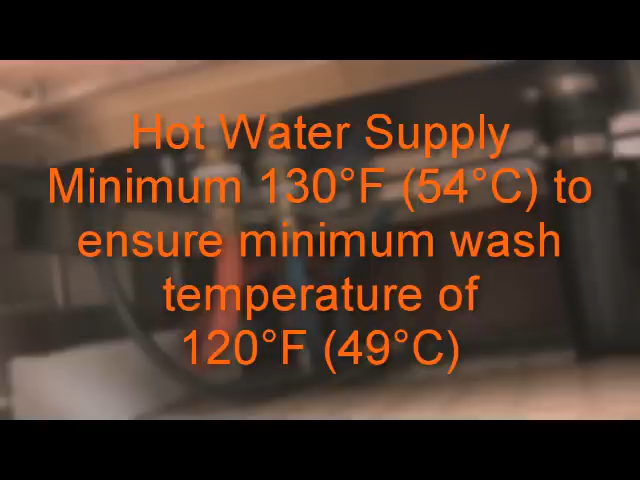 Hot Water Supply
Minimum 130°F (54°C) to
ensure minimum wash
temperature of
120°F (49°C)